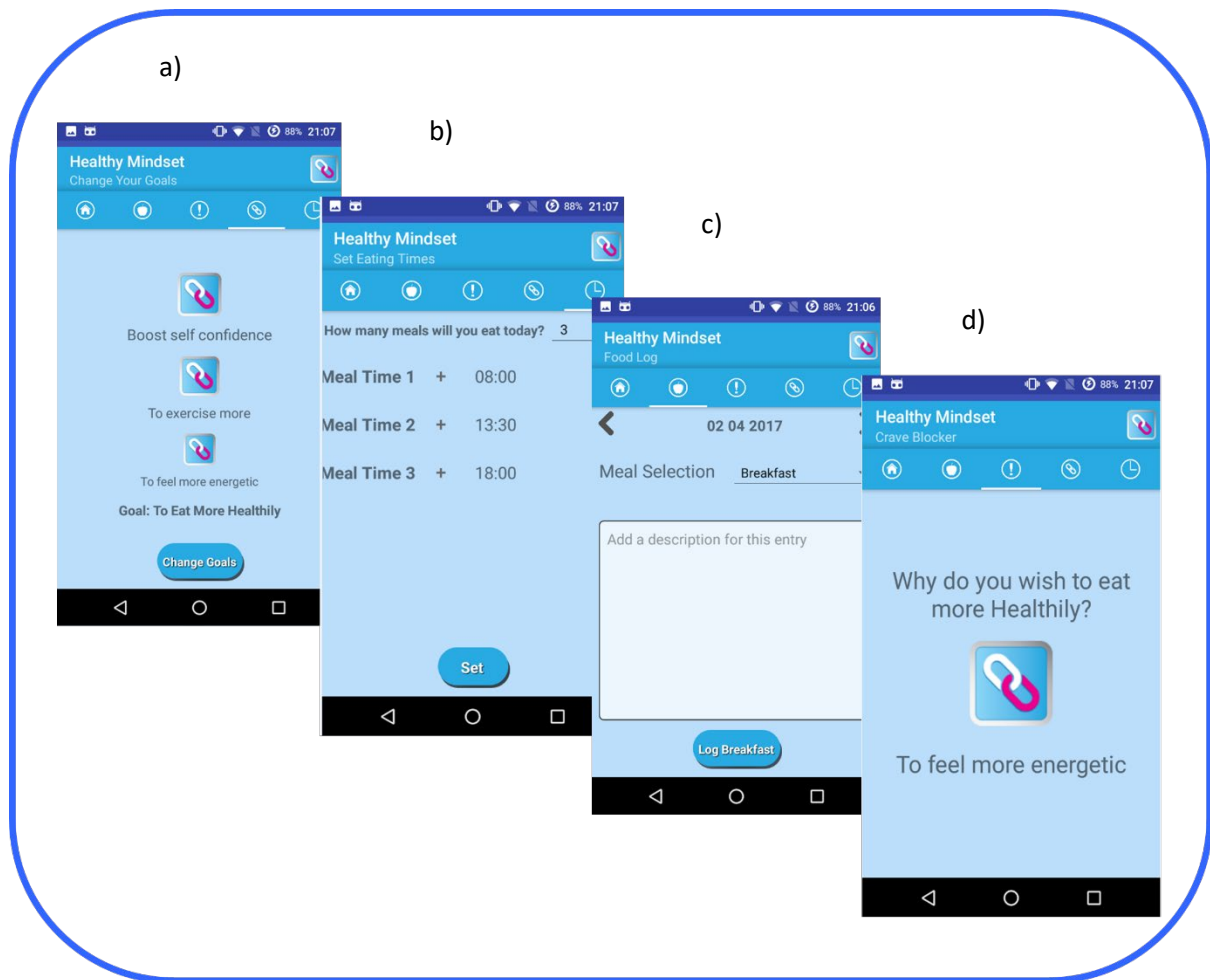 a)
88% 21:07
Healthy Mindset
Change Your Goals
Boost self confidence
To exercise more
To feel more energetic
Goal: To Eat More Healthily
Change Goals
b)
88% 21:07
Healthy Mindset
Set Eating Times
How many meals will you eat today? 3
Meal Time 1 + 08:00
Meal Time 2 + 13:30
Meal Time 3 + 18:00
Set
c)
88% 21:06
Healthy Mindset
Food Log
02 04 2017
Meal Selection Breakfast
Add a description for this entry
Log Breakfast
d)
88% 21:07
Healthy Mindset
Crave Blocker
Why do you wish to eat
more Healthily?
To feel more energetic